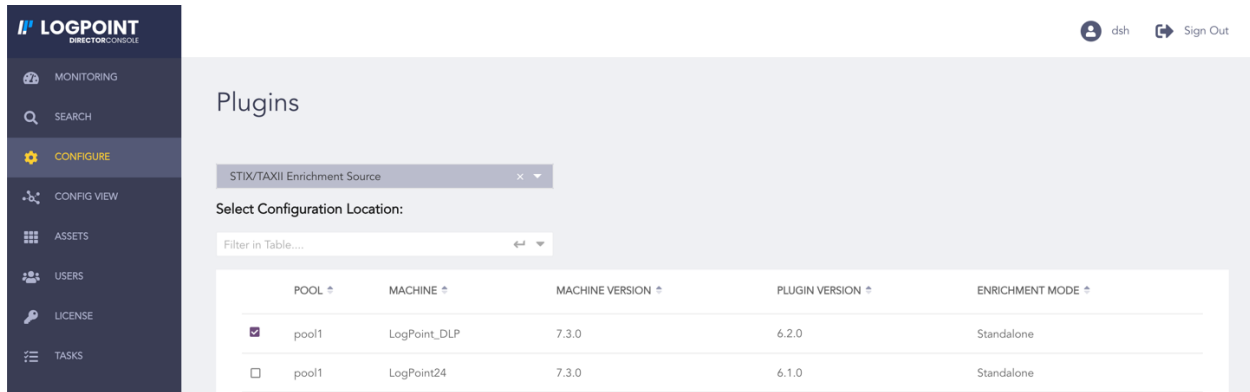 LOGPOINT
DIRECTORCONSOLE
dsh Sign Out
MONITORING
SEARCH
CONFIGURE
CONFIG VIEW
ASSETS
USERS
LICENSE
TASKS
Plugins
STIX/TAXII Enrichment Source
Select Configuration Location:
Filter in Table....
POOL MACHINE MACHINE VERSION PLUGIN VERSION ENRICHMENT MODE
pool1 LogPoint_DLP 7.3.0 6.2.0 Standalone
pool1 LogPoint24 7.3.0 6.1.0 Standalone